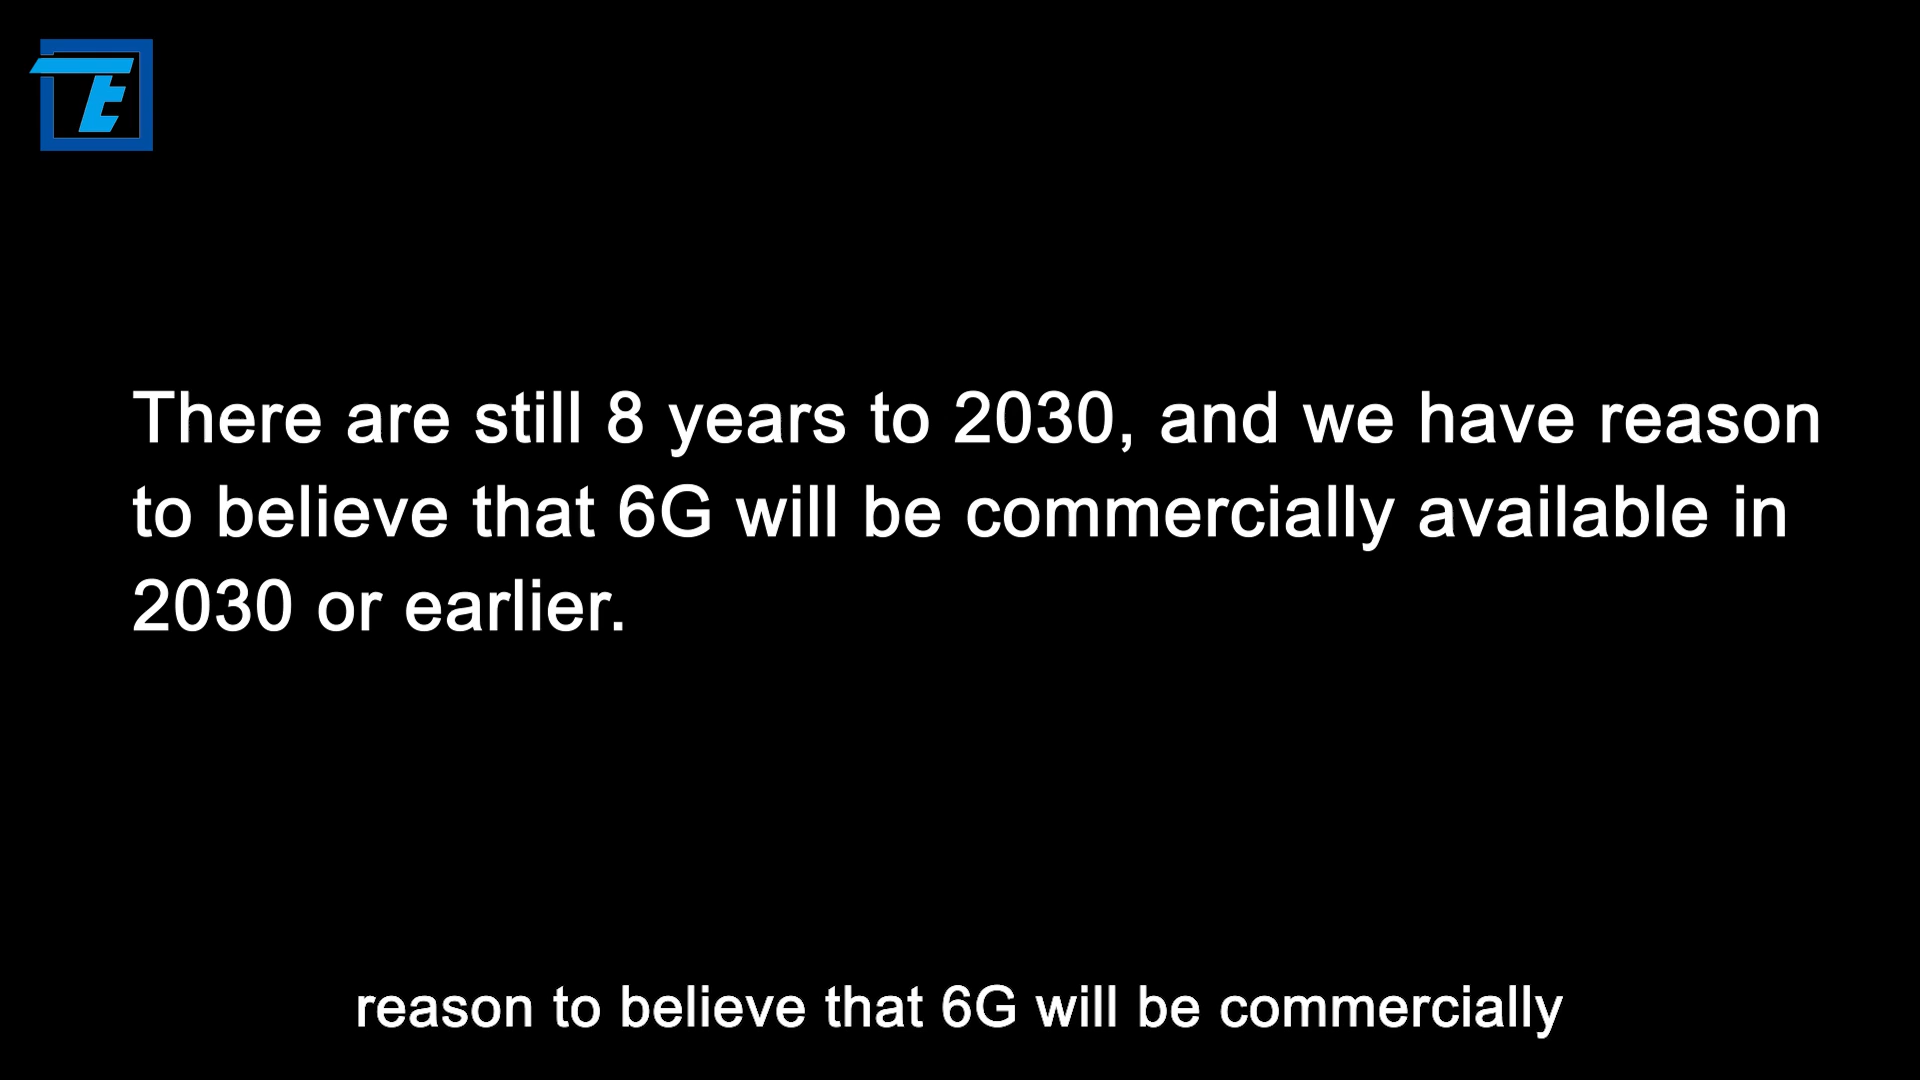 TE
There are still 8 years to 2030, and we have reason
to believe that 6G will be commercially available in
2030 or earlier.
reason to believe that 6G will be commercially